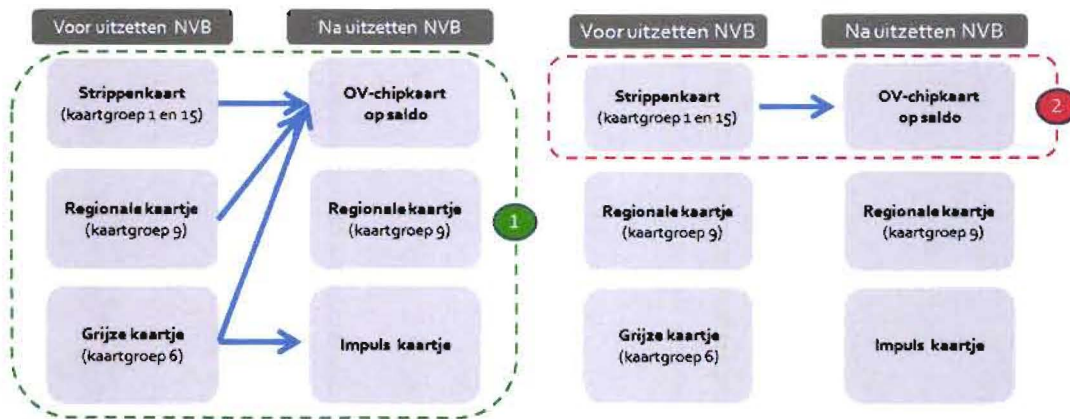 Voor uitzetten NVB
Na uitzetten NVB
Strippenkaart
(kaartgroep 1 en 15)
OV-chipkaart
op saldo
Regionale kaartje
(kaartgroep 9)
Regionale kaartje
(kaartgroep 9)
1
Grijze kaartje
(kaartgroep 6)
Impuls kaartje
Voor uitzetten NVB
Na uitzetten NVB
Strippenkaart
(kaartgroep 1 en 15)
OV-chipkaart
op saldo
2
Regionale kaartje
(kaartgroep 9)
Regionale kaartje
(kaartgroep 9)
Grijze kaartje
(kaartgroep 6)
Impuls kaartje